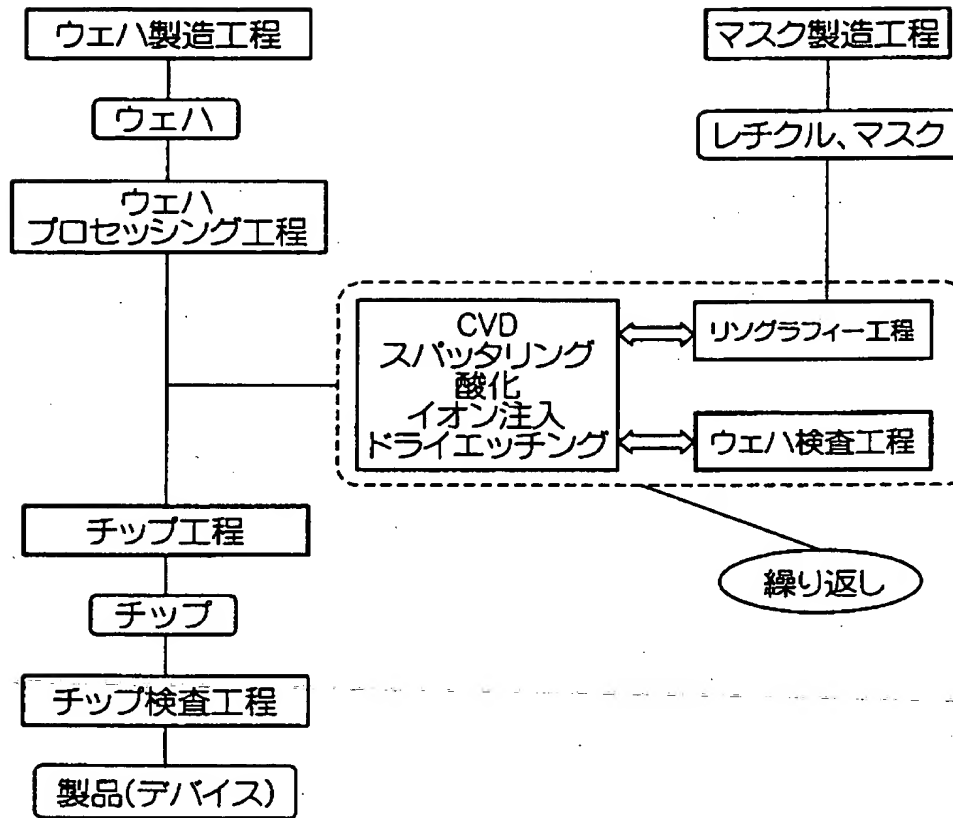 ウエハ製造工程
ウェハ
ウェハ
プロセッシング工程
チップ工程
チップ
チップ検査工程
製品(デバイス)
マスク製造工程
レチクル、マスク
CVD
スパッタリング
酸化
イオン注入
ドライエッチング
リソグラフィー工程
ウェハ検査工程
繰り返し